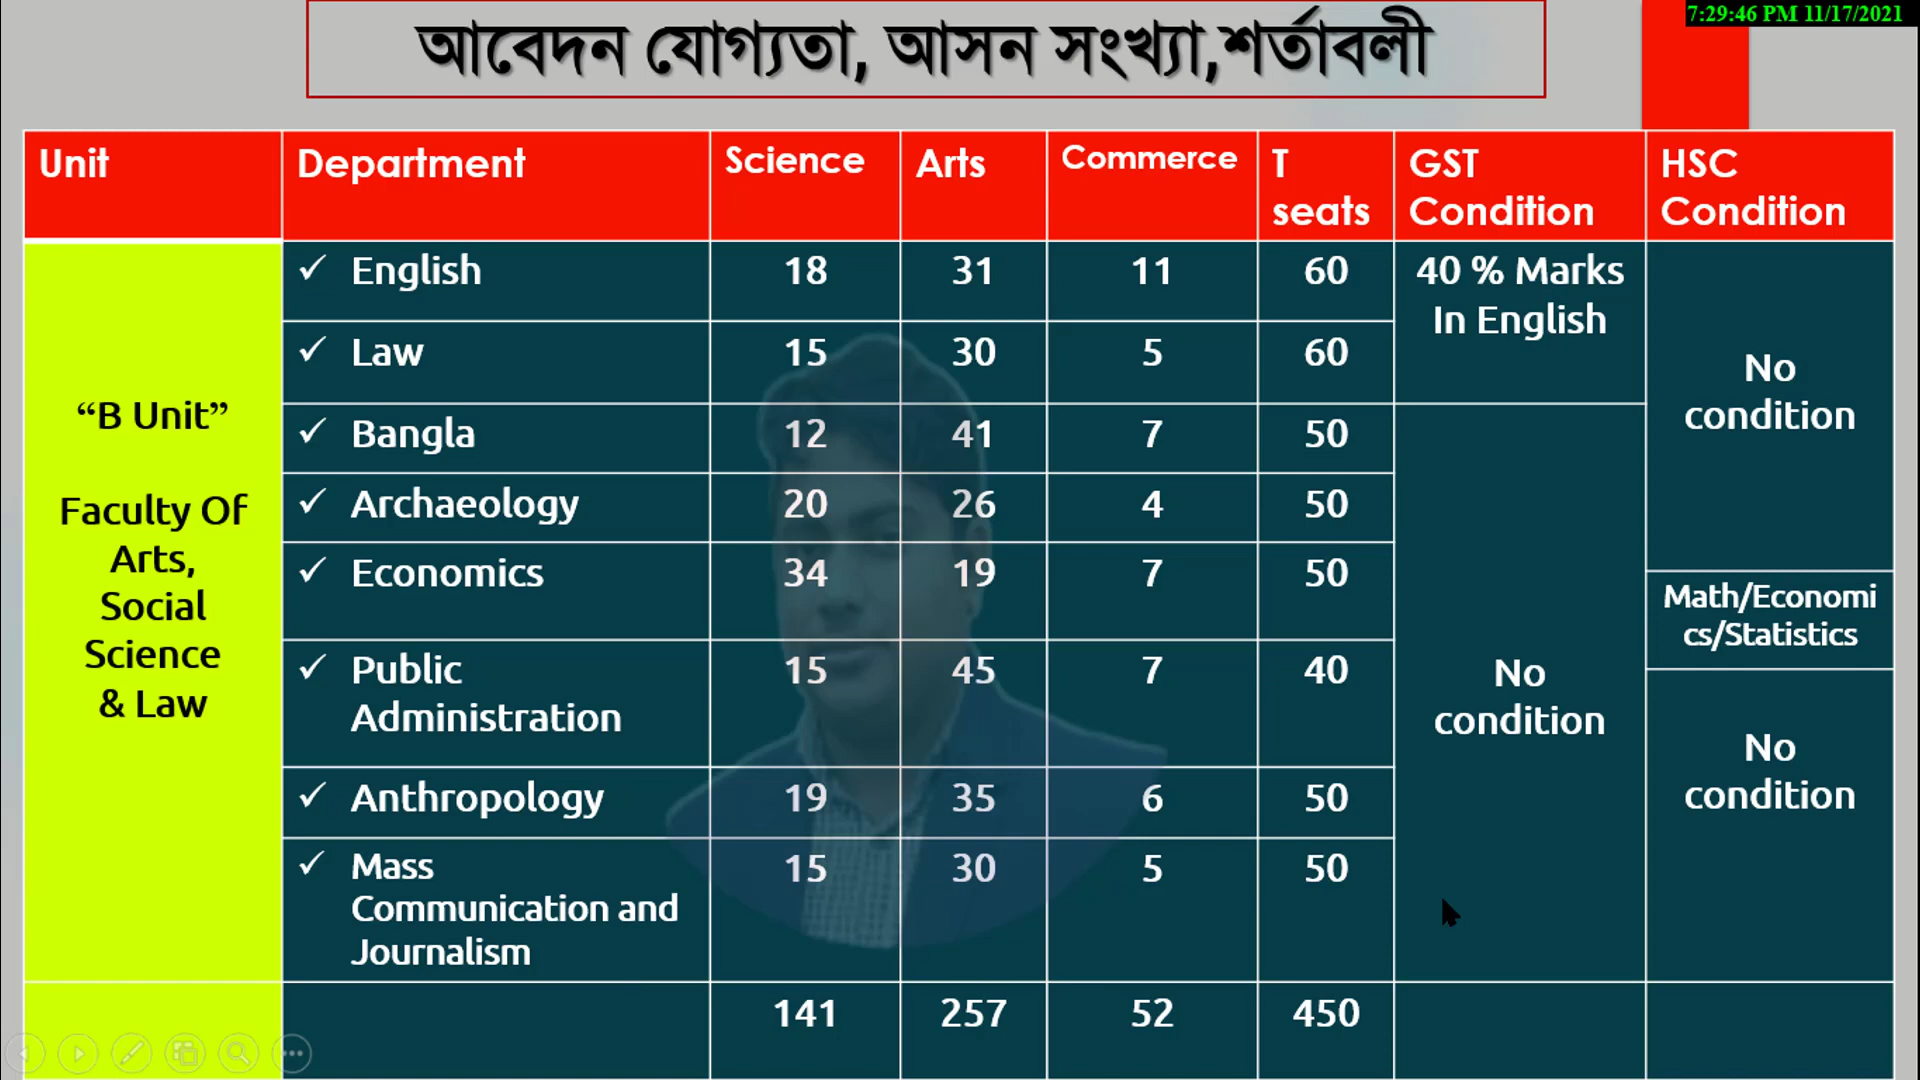 7:29:46 PM 11/17/2021
আবেদন যোগ্যতা, আসন সংখ্যা,শর্তাবলী
Unit Department Science Arts Commerce T seats GST Condition HSC Condition
“B Unit”
Faculty Of
Arts,
Social
Science
& Law
✓ English 18 31 11 60
40 % Marks
In English
No
condition
✓ Law 15 30 5 60
✓ Bangla 12 41 7 50
✓ Archaeology 20 26 4 50
✓ Economics 34 19 7 50
Math/Economi
cs/Statistics
✓ Public
Administration
15 45 7 40
No
condition
No
condition
✓ Anthropology 19 35 6 50
✓ Mass
Communication and
Journalism
15 30 5 50
141 257 52 450